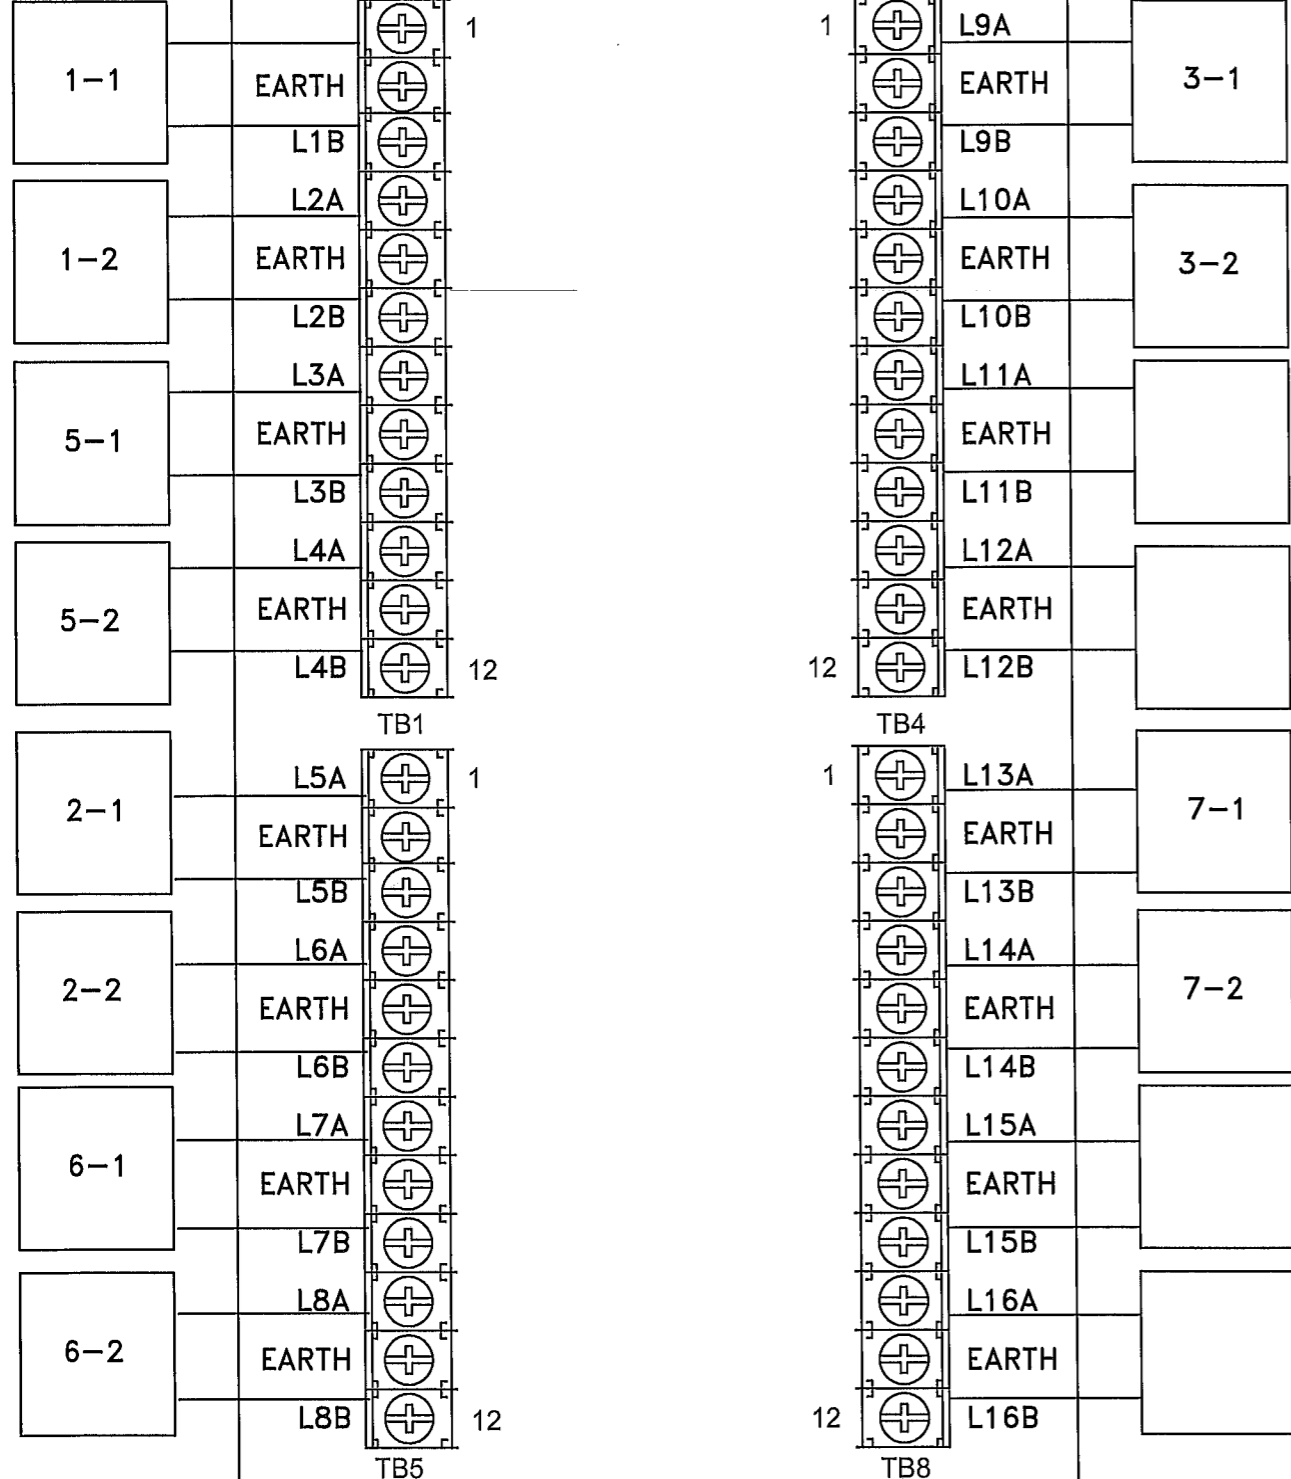 1
1-1
EARTH
L1B
L2A
1-2
EARTH
L2B
L3A
5-1
EARTH
L3B
L4A
5-2
EARTH
L4B
12
TB1
L5A
1
2-1
EARTH
L5B
L6A
2-2
EARTH
L6B
L7A
6-1
EARTH
L7B
L8A
6-2
EARTH
L8B
12
TB5
1
L9A
EARTH
3-1
L9B
L10A
EARTH
3-2
L10B
L11A
EARTH
L11B
L12A
EARTH
12
L12B
TB4
1
L13A
7-1
EARTH
L13B
L14A
7-2
EARTH
L14B
L15A
EARTH
L15B
L16A
EARTH
12
L16B
TB8